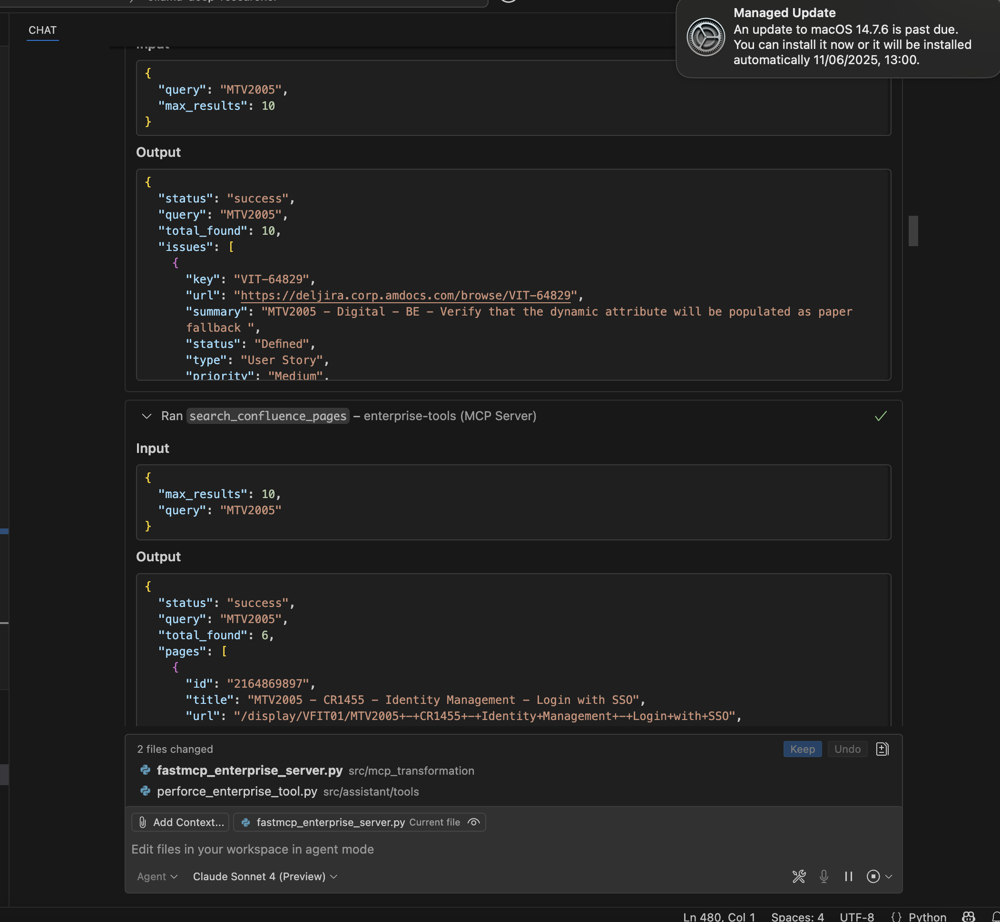 ollama-deep-researcher
Managed Update
An update to macOS 14.7.6 is past due.
You can install it now or it will be installed
automatically 11/06/2025, 13:00.
CHAT
Input
{
"query": "MTV2005",
"max_results": 10
}
Output
{
"status": "success",
"query": "MTV2005",
"total_found": 10,
"issues": [
{
"key": "VIT-64829",
"url": "https://deljira.corp.amdocs.com/browse/VIT-64829",
"summary": "MTV2005 - Digital - BE - Verify that the dynamic attribute will be populated as paper
fallback ",
"status": "Defined",
"type": "User Story",
"priority": "Medium",
Ran search_confluence_pages – enterprise-tools (MCP Server)
Input
{
"max_results": 10,
"query": "MTV2005"
}
Output
{
"status": "success",
"query": "MTV2005",
"total_found": 6,
"pages": [
{
"id": "2164869897",
"title": "MTV2005 - CR1455 - Identity Management - Login with SSO",
"url": "/display/VFIT01/MTV2005+-+CR1455+-+Identity+Management+-+Login+with+SSO",
2 files changed
Keep Undo
fastmcp_enterprise_server.py src/mcp_transformation
perforce_enterprise_tool.py src/assistant/tools
Add Context... fastmcp_enterprise_server.py Current file
Edit files in your workspace in agent mode
Agent Claude Sonnet 4 (Preview)
Ln 480, Col 1 Spaces: 4 UTF-8 {} Python